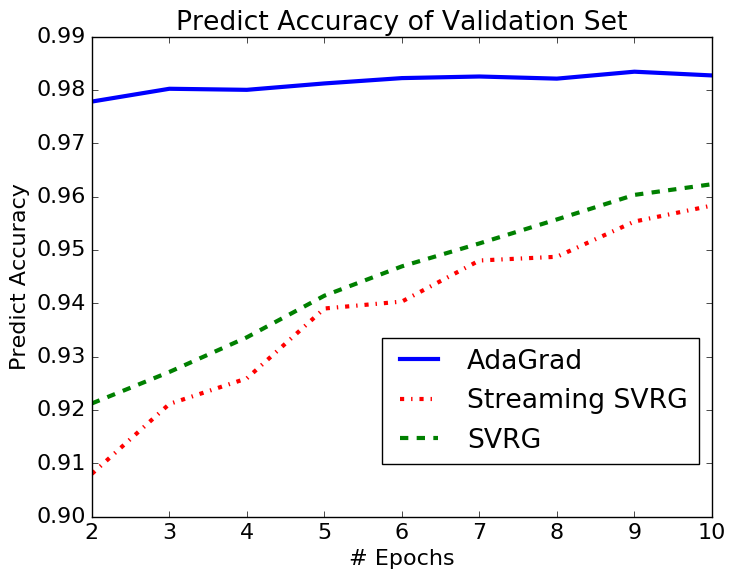 Predict Accuracy of Validation Set
0.99
0.98
0.97
0.96
0.95
0.94
0.93
0.92
0.91
0.90
Predict Accuracy
AdaGrad
Streaming SVRG
SVRG
2 3 4 5 6 7 8 9 10
# Epochs